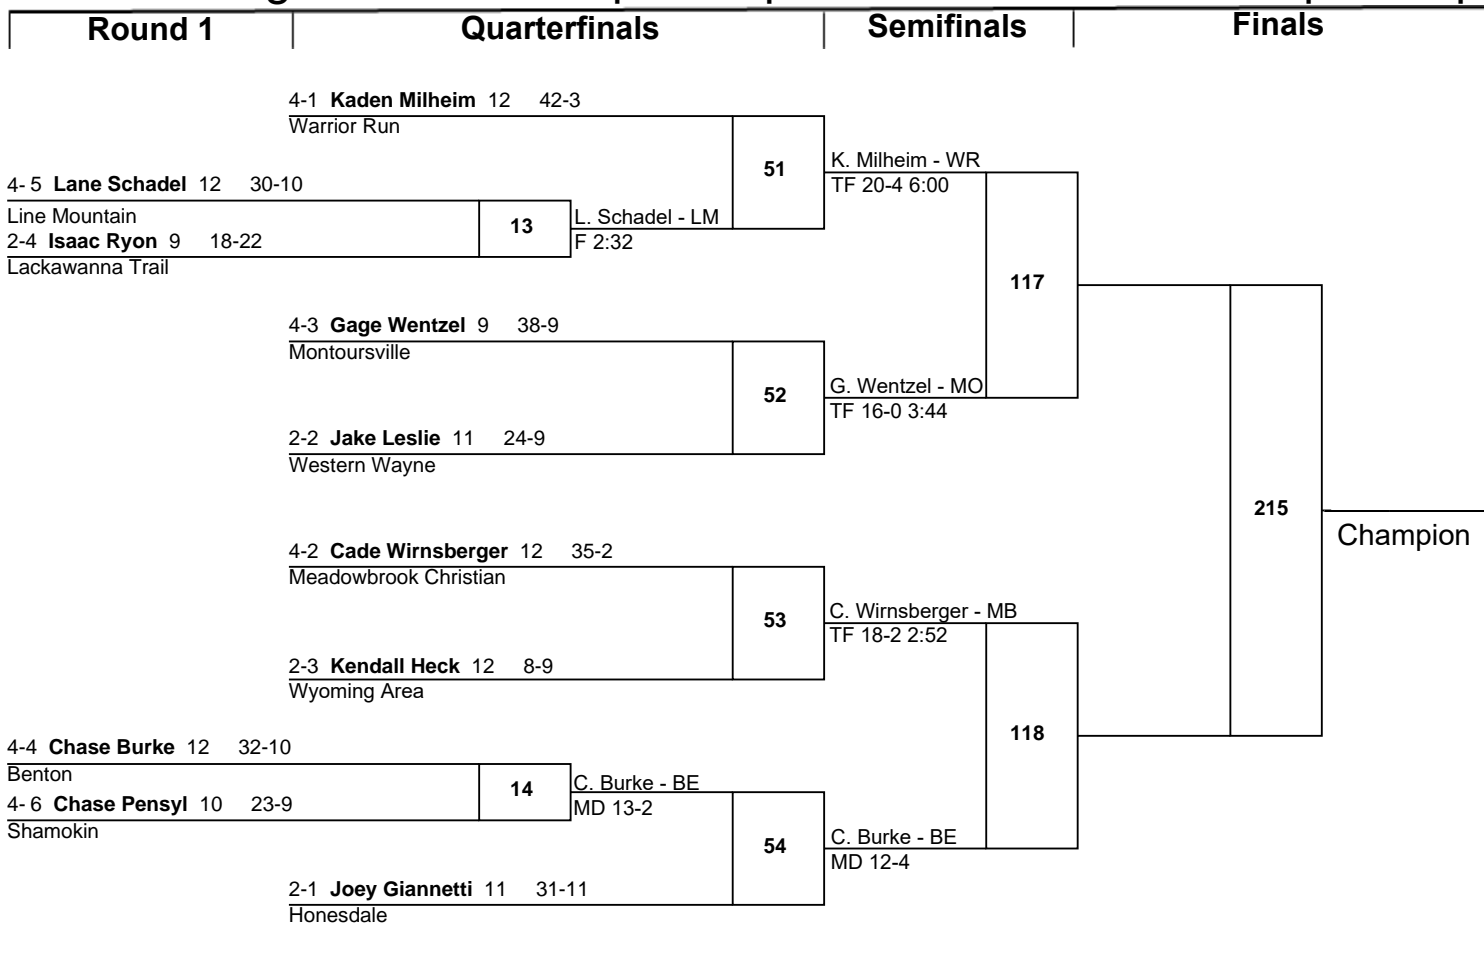 Round 1
Quarterfinals
Semifinals
Finals
4-1 Kaden Milheim 12 42-3
Warrior Run
51
K. Milheim - WR
TF 20-4 6:00
4- 5 Lane Schadel 12 30-10
Line Mountain
13
L. Schadel - LM
F 2:32
2-4 Isaac Ryon 9 18-22
Lackawanna Trail
117
4-3 Gage Wentzel 9 38-9
Montoursville
52
G. Wentzel - MO
TF 16-0 3:44
2-2 Jake Leslie 11 24-9
Western Wayne
215
Champion
4-2 Cade Wirnsberger 12 35-2
Meadowbrook Christian
53
C. Wirnsberger - MB
TF 18-2 2:52
2-3 Kendall Heck 12 8-9
Wyoming Area
118
4-4 Chase Burke 12 32-10
Benton
14
C. Burke - BE
MD 13-2
4- 6 Chase Pensyl 10 23-9
Shamokin
54
C. Burke - BE
MD 12-4
2-1 Joey Giannetti 11 31-11
Honesdale